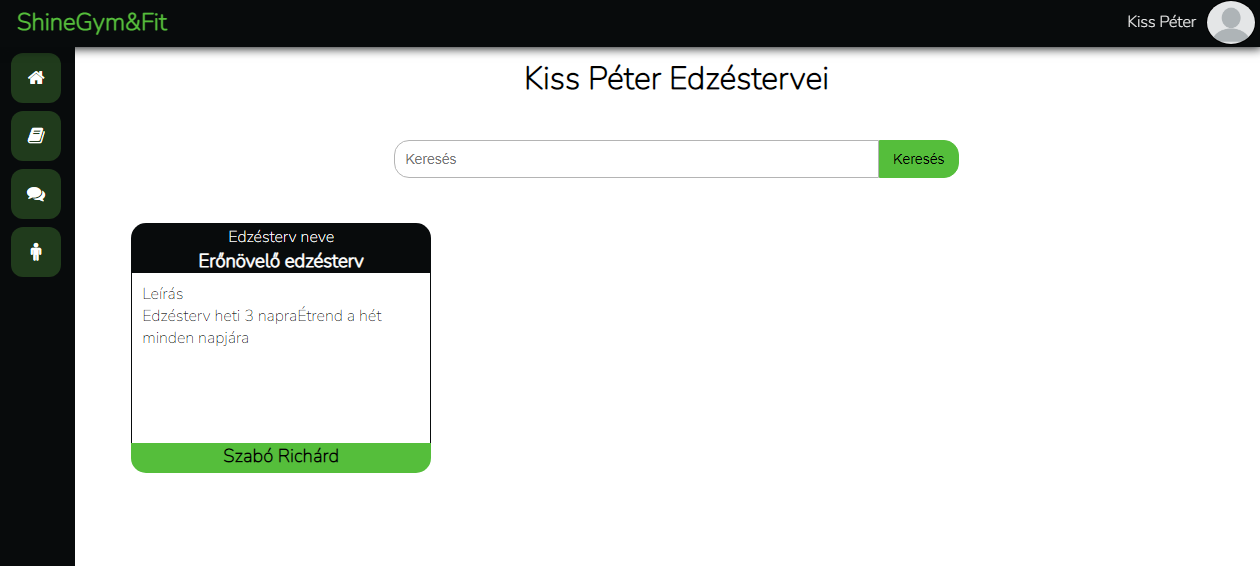 ShineGym&Fit
Kiss Péter
Kiss Péter Edzéstervei
Keresés
Keresés
Edzésterv neve
Erőnövelő edzésterv
Leírás
Edzésterv heti 3 napraÉtrend a hét
minden napjára
Szabó Richárd